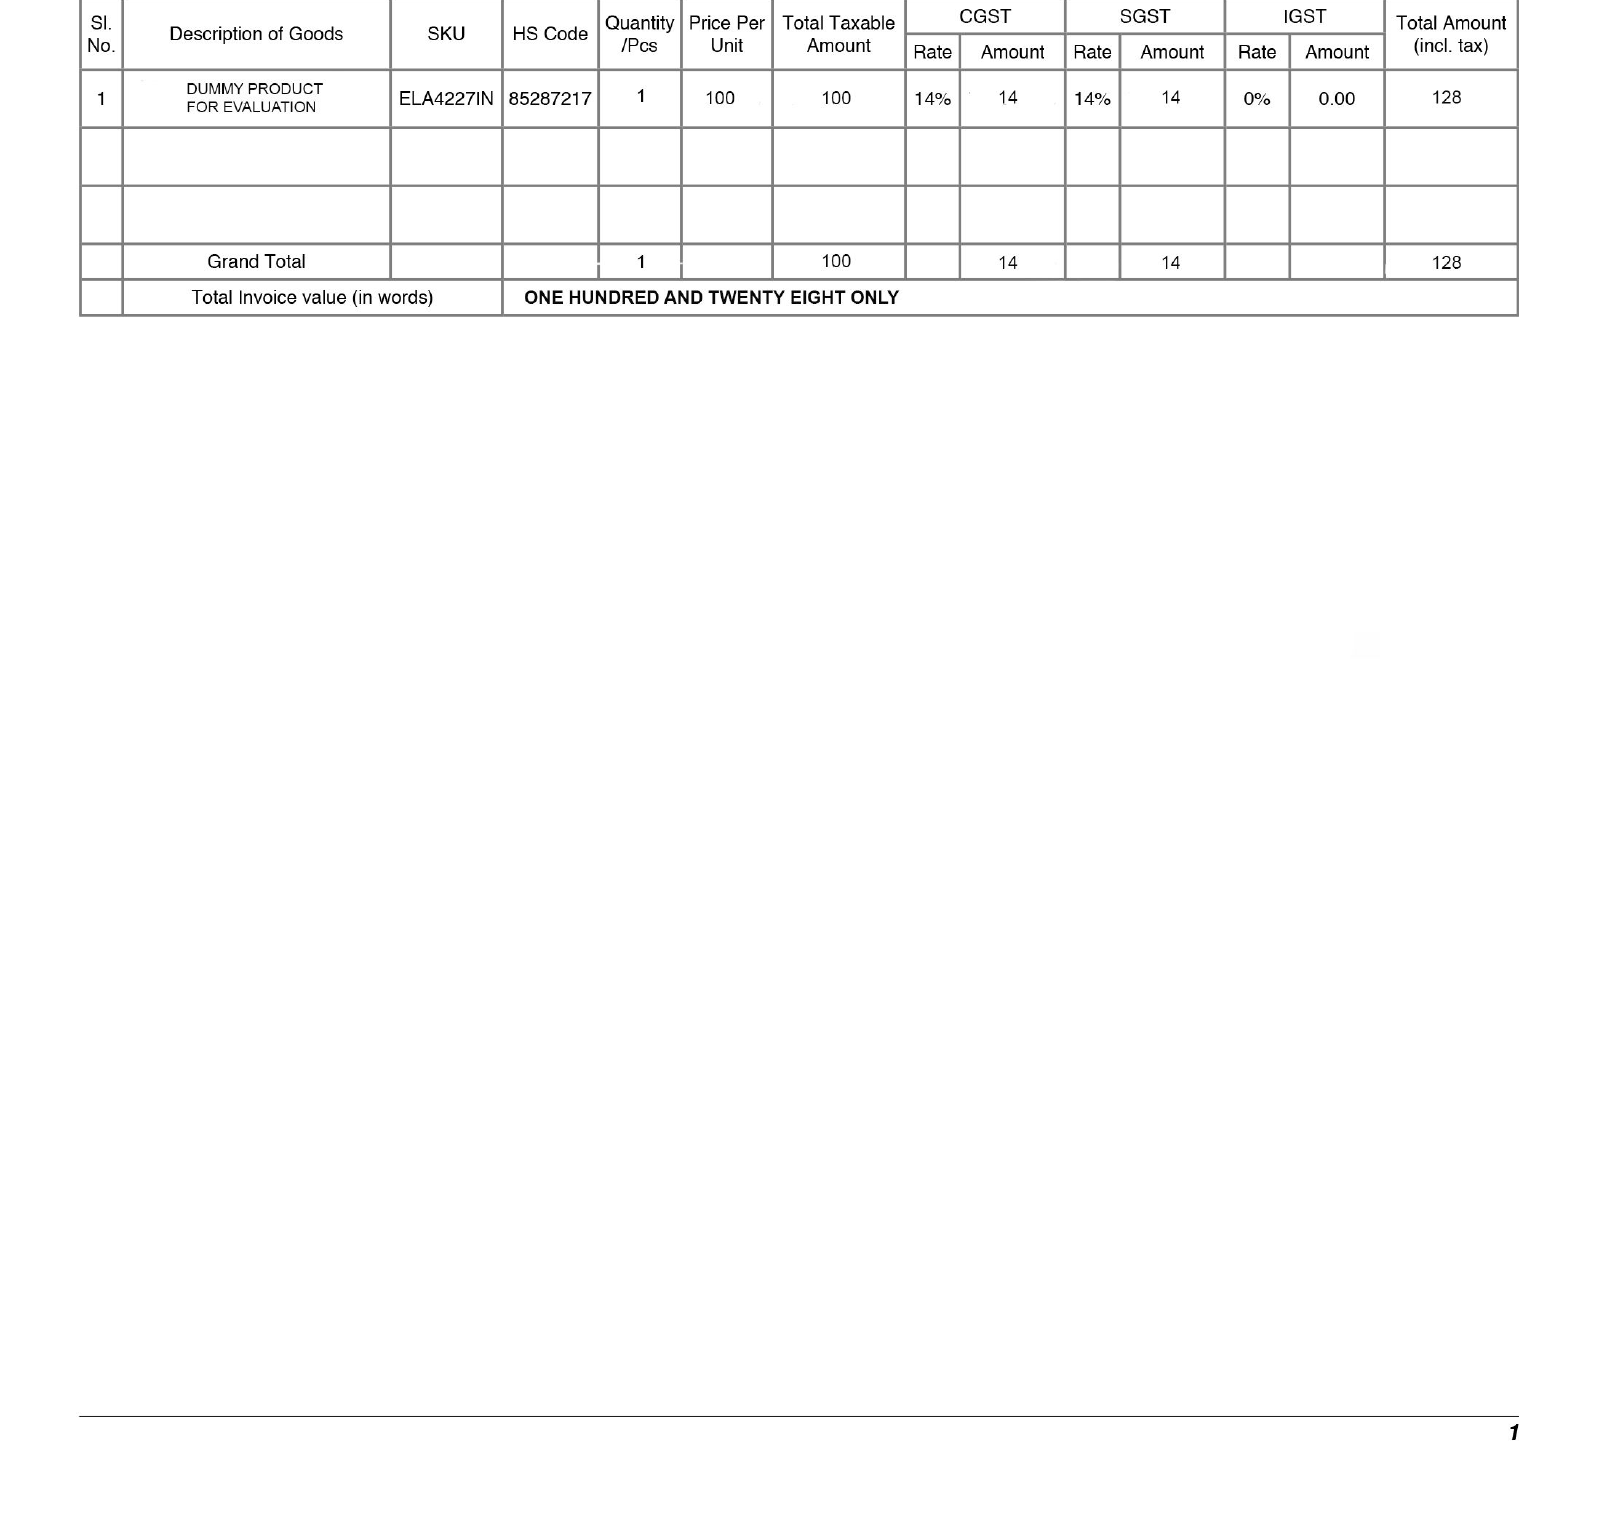 Sl. No. Description of Goods SKU HS Code Quantity /Pcs Price Per Unit Total Taxable Amount CGST SGST IGST Total Amount (incl. tax)
Rate Amount Rate Amount Rate Amount
1 DUMMY PRODUCT FOR EVALUATION ELA4227IN 85287217 1 100 100 14% 14 14% 14 0% 0.00 128
Grand Total 1 100 14 14 128
Total Invoice value (in words) ONE HUNDRED AND TWENTY EIGHT ONLY
1